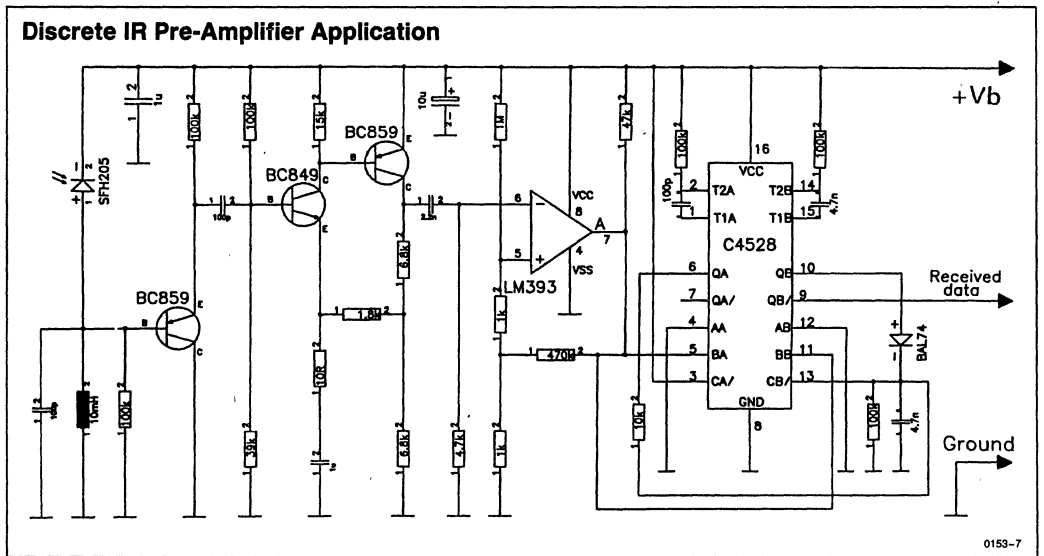 Discrete IR Pre-Amplifier Application
+Vb
1u
100k
100k
15k
BC859
10u
1M
47k
100k
100k
16
VCC
SFH205
BC849
100p
2 T2A
T2B 14
4.7n
1 T1A
T1B 15
C4528
100p
6
VCC
8
A
7
4
VSS
5
LM393
6.8k
6 QA
QB 10
7 QA/
QB/ 9
Received
data
4 AA
AB 12
5 BA
BB 11
3 CA/
CB/ 13
GND
8
BAL74
BC859
1k
1.8k
470k
10R
10mH
100k
39k
6.8k
4.7k
1k
10k
100k
4.7n
Ground
0153-7